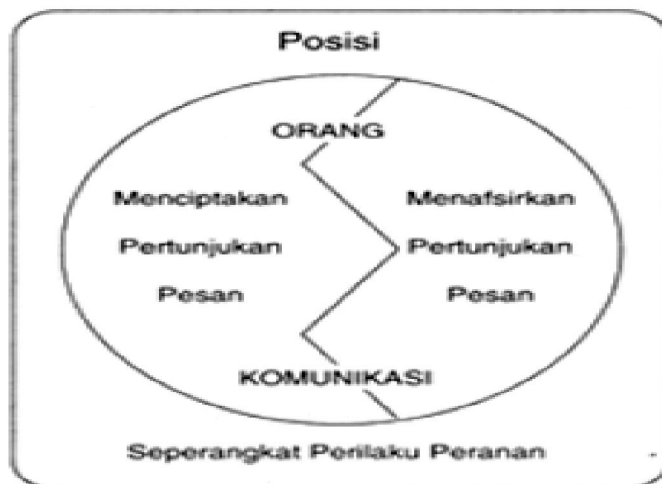 Posisi
ORANG
Menciptakan
Pertunjukan
Pesan
Menafsirkan
Pertunjukan
Pesan
KOMUNIKASI
Seperangkat Perilaku Peranan